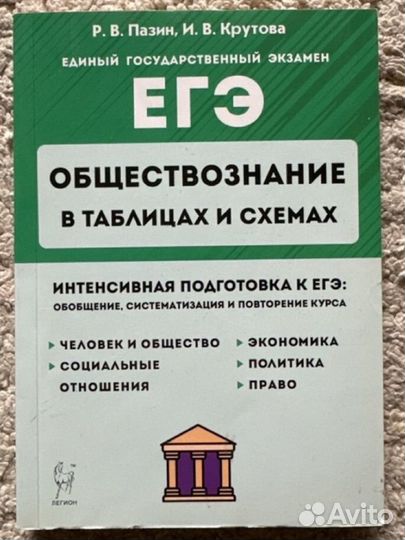 Р. В. Пазин, И. В. Крутова
ЕДИНЫЙ ГОСУДАРСТВЕННЫЙ ЭКЗАМЕН
ЕГЭ
ОБЩЕСТВОЗНАНИЕ
В ТАБЛИЦАХ И СХЕМАХ
ИНТЕНСИВНАЯ ПОДГОТОВКА К ЕГЭ:
ОБОБЩЕНИЕ, СИСТЕМАТИЗАЦИЯ И ПОВТОРЕНИЕ КУРСА
ЧЕЛОВЕК И ОБЩЕСТВО
СОЦИАЛЬНЫЕ
ОТНОШЕНИЯ
ЭКОНОМИКА
ПОЛИТИКА
ПРАВО
ТМ
ЛЕГИОН
Avito